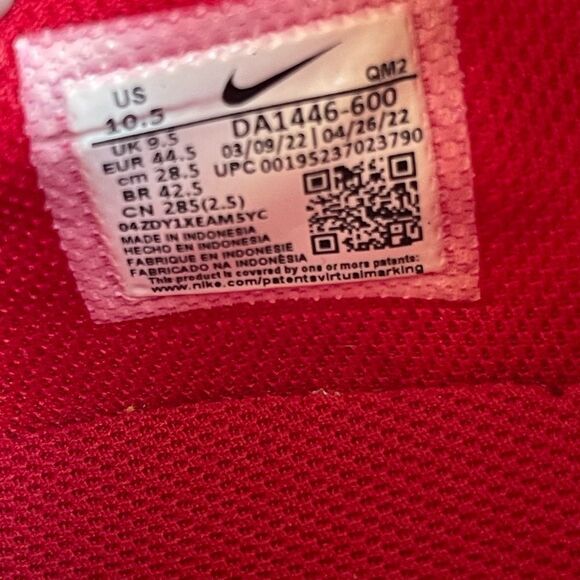 QM2
US
10.5
UK 9.5
EUR 44.5
cm 28.5
BR 42.5
CN 285(2.5)
DA1446-600
03/09/22 | 04/26/22
UPC 00195237023790
04ZDY1XEAM5YC
MADE IN INDONESIA
HECHO EN INDONESIA
FABRIQUE EN INDONESIE
FABRICADO NA INDONÈSIA
This product is covered by one or more patents:
www.nike.com/patentsvirtualmarking